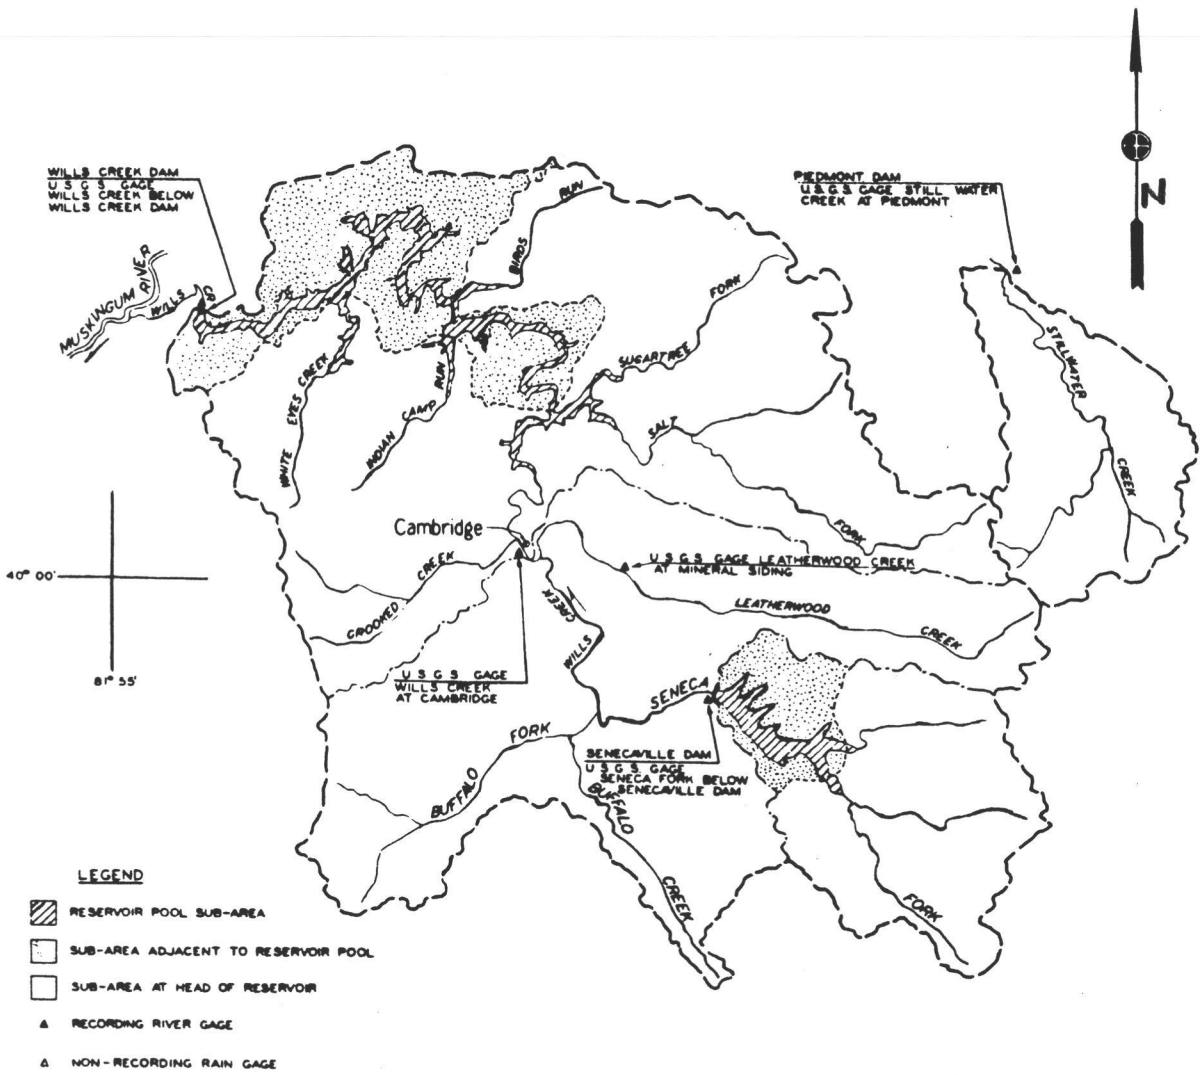 N
WILLS CREEK DAM
U S G S GAGE
WILLS CREEK BELOW
WILLS CREEK DAM
PIEDMONT DAM
U.S.G.S. GAGE STILL WATER
CREEK AT PIEDMONT
MUSKINGUM RIVER
WILLS CR
BIRDS RUN
SUGARTREE FORK
STILLWATER CREEK
WHITE EYES CREEK
INDIAN CAMP RUN
SALT FORK
Cambridge
CROOKED CREEK
40° 00'
81° 55'
U S G S GAGE LEATHERWOOD CREEK
AT MINERAL SIDING
LEATHERWOOD CREEK
WILLS CREEK
U S G S GAGE
WILLS CREEK
AT CAMBRIDGE
SENECA FORK
BUFFALO FORK
SENECAVILLE DAM
U S G S GAGE
SENECA FORK BELOW
SENECAVILLE DAM
BUFFALO CREEK
LEGEND
RESERVOIR POOL SUB-AREA
SUB-AREA ADJACENT TO RESERVOIR POOL
SUB-AREA AT HEAD OF RESERVOIR
RECORDING RIVER GAGE
NON-RECORDING RAIN GAGE